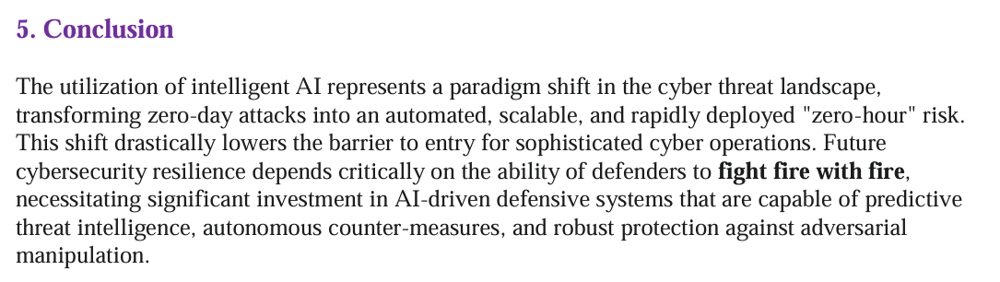 5. Conclusion
The utilization of intelligent AI represents a paradigm shift in the cyber threat landscape,
transforming zero-day attacks into an automated, scalable, and rapidly deployed "zero-hour" risk.
This shift drastically lowers the barrier to entry for sophisticated cyber operations. Future
cybersecurity resilience depends critically on the ability of defenders to fight fire with fire,
necessitating significant investment in AI-driven defensive systems that are capable of predictive
threat intelligence, autonomous counter-measures, and robust protection against adversarial
manipulation.